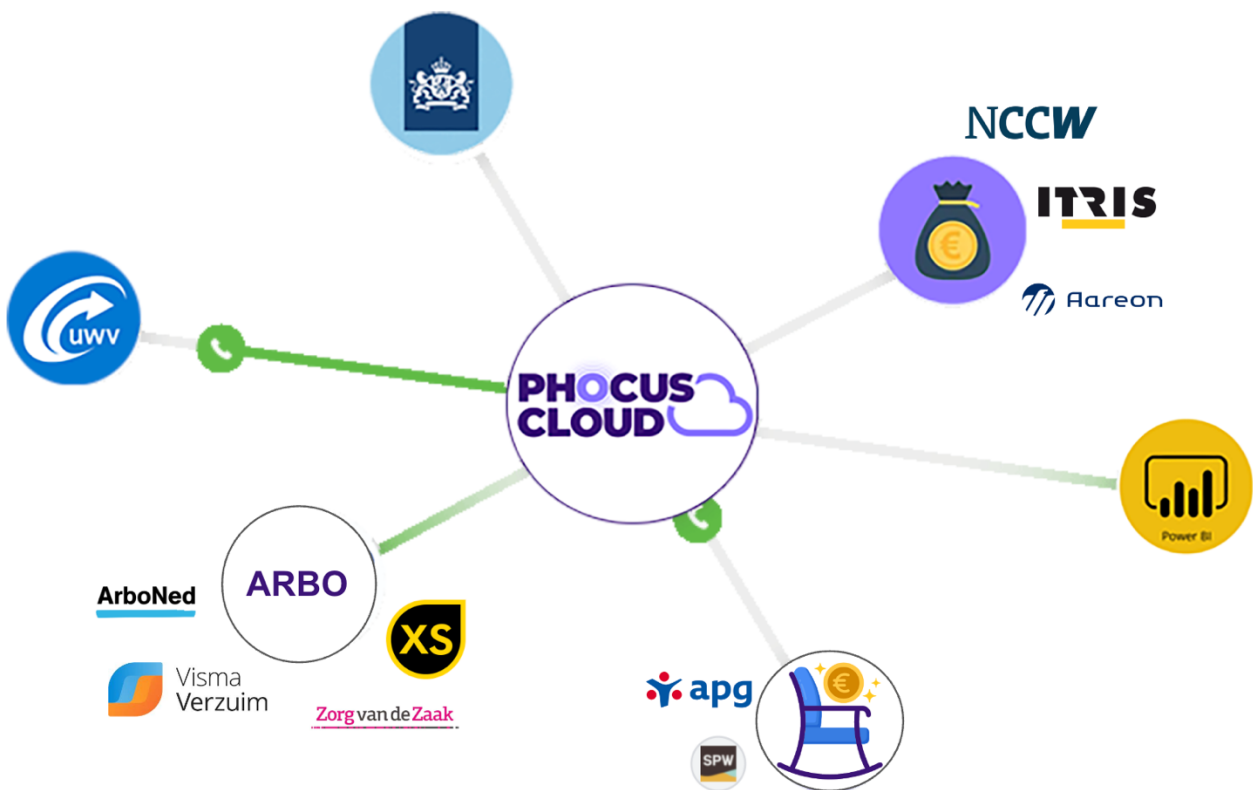 NCCW
ITRIS
Aareon
uwv
PHOCUS
CLOUD
Power BI
ARBO
ArboNed
XS
Visma
Verzuim
Zorg van de Zaak
apg
SPW